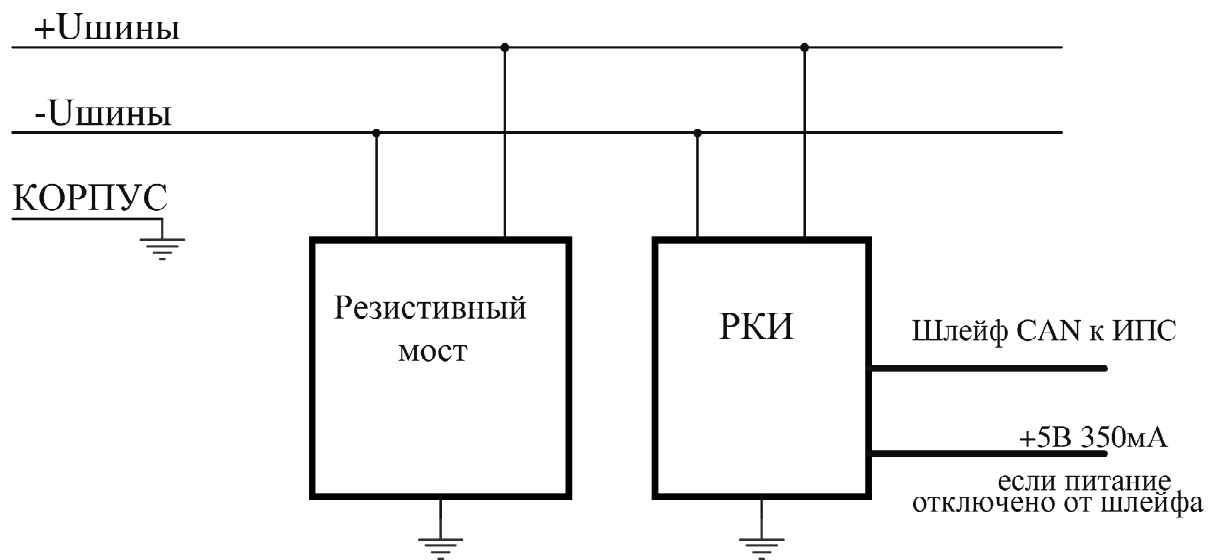 +Uшины
-Uшины
КОРПУС
Резистивный
мост
РКИ
Шлейф CAN к ИПС
+5В 350мА
если питание
отключено от шлейфа